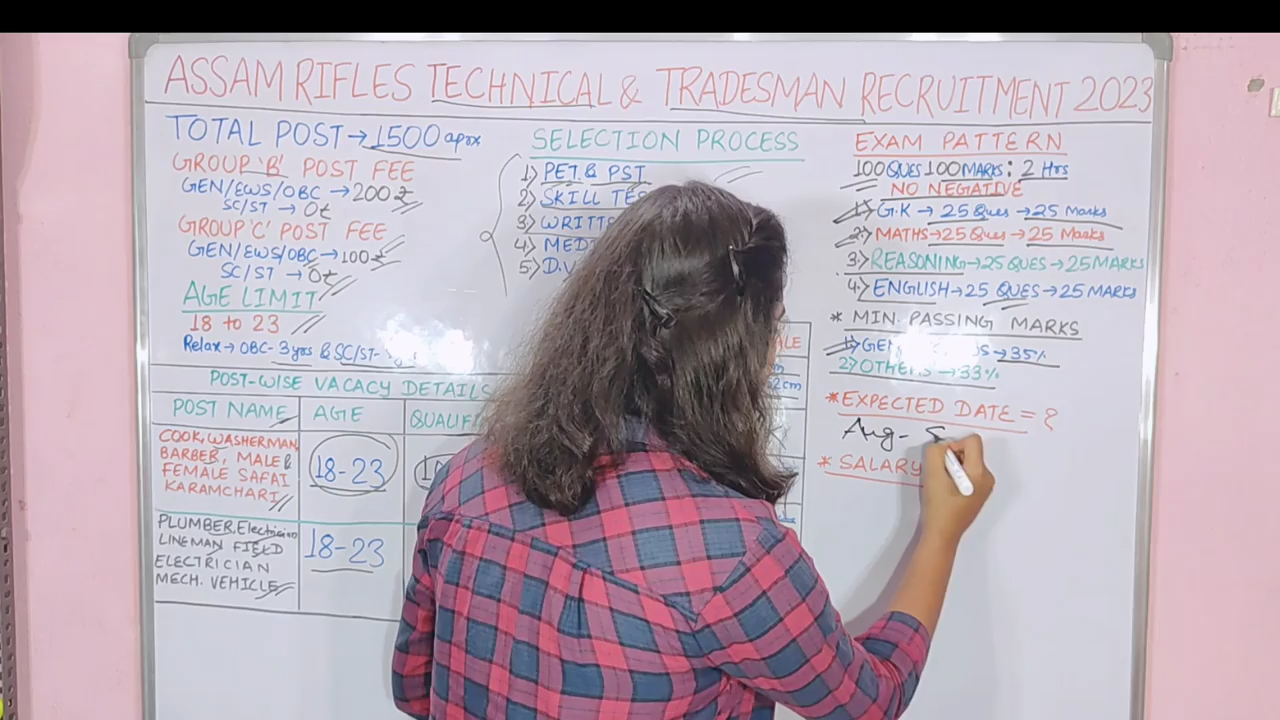 ASSAM RIFLES TECHNICAL & TRADESMAN RECRUITMENT 2023
TOTAL POST → 1500 aprox
GROUP 'B' POST FEE
GEN/EWS/OBC → 200 ₹
SC/ST → 0 ₹
GROUP 'C' POST FEE
GEN/EWS/OBC → 100 ₹
SC/ST → 0 ₹
AGE LIMIT
18 to 23
Relax → OBC - 3 yrs & SC/ST-
SELECTION PROCESS
1) PET & PST
2) SKILL TES
3) WRITT
4) MEDI
5) D.V
EXAM PATTERN
100 QUES 100 MARKS : 2 Hrs
NO NEGATIVE
1) G.K → 25 Ques → 25 Marks
2) MATHS → 25 Ques → 25 Marks
3) REASONING → 25 QUES → 25 MARKS
4) ENGLISH → 25 QUES → 25 MARKS
* MIN. PASSING MARKS
1) GEN → 35%
2) OTHERS → 33%
* EXPECTED DATE = ?
Aug - S
* SALARY
POST-WISE VACACY DETAILS
POST NAME AGE QUALIF
COOK, WASHERMAN,
BARBER, MALE &
FEMALE SAFAI
KARAMCHARI
18-23
PLUMBER, Electrician
LINEMAN FIELD
ELECTRICIAN
MECH. VEHICLE
18-23